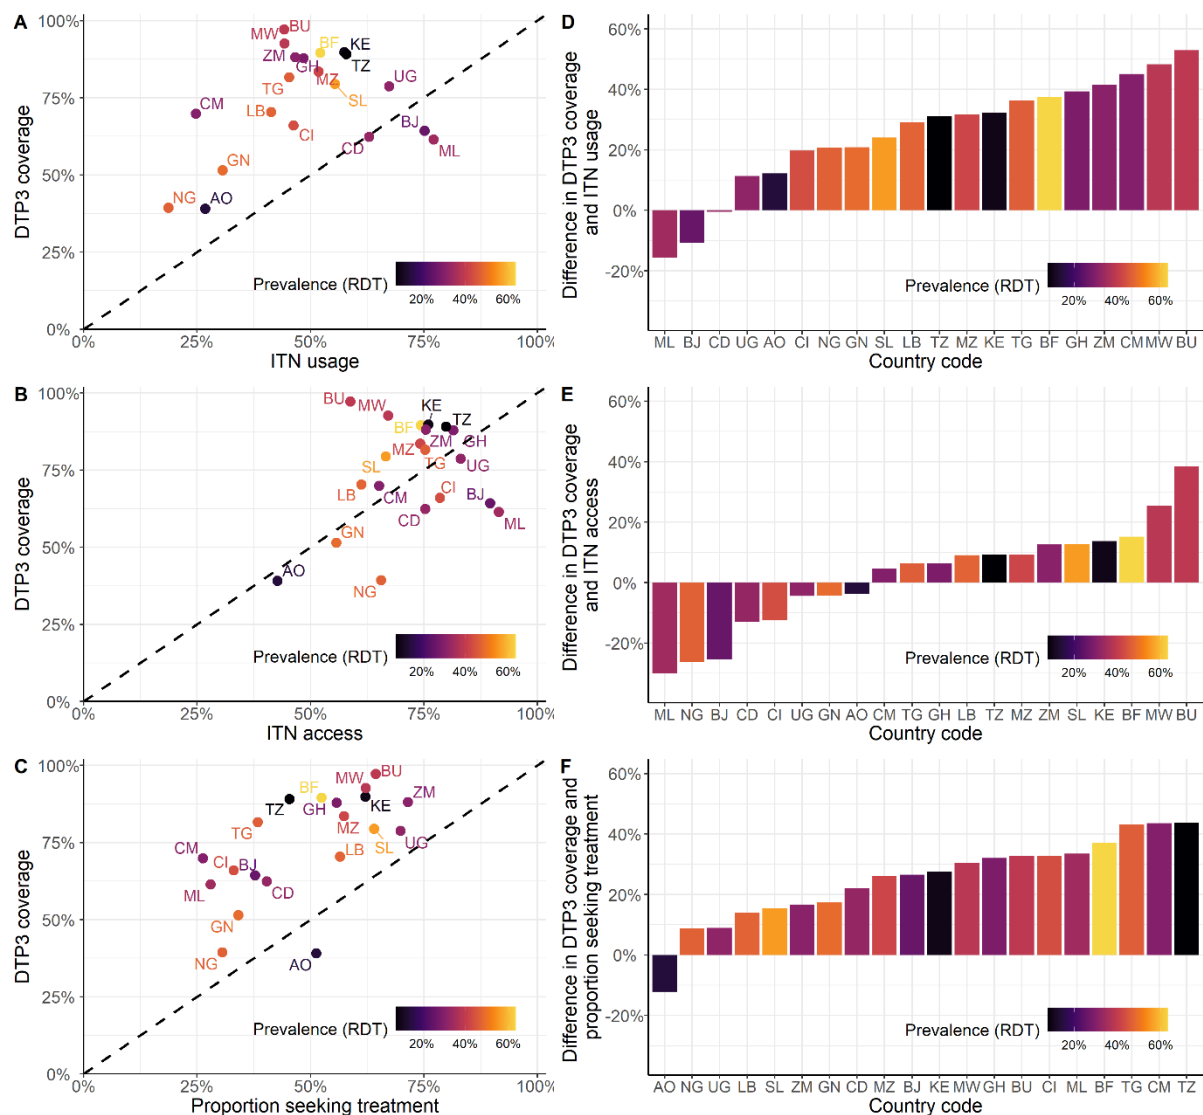 A
100%
75%
50%
25%
0%
DTP3 coverage
BU
MW
BF
KE
ZM
GH
TZ
MZ
TG
UG
SL
CM
LB
CI
BJ
CD
ML
GN
NG
AO
Prevalence (RDT)
20% 40% 60%
0% 25% 50% 75% 100%
ITN usage
D
60%
40%
20%
0%
-20%
Difference in DTP3 coverage
and ITN usage
Prevalence (RDT)
20% 40% 60%
ML BJ CD UG AO CI NG GN SL LB TZ MZ KE TG BF GH ZM CM MW BU
Country code
B
100%
75%
50%
25%
0%
DTP3 coverage
BU
MW
KE
BF
TZ
MZ
ZM
GH
SL
TG
UG
LB
CM
CI
BJ
CD
ML
GN
AO
NG
Prevalence (RDT)
20% 40% 60%
0% 25% 50% 75% 100%
ITN access
E
60%
40%
20%
0%
-20%
Difference in DTP3 coverage
and ITN access
Prevalence (RDT)
20% 40% 60%
ML NG BJ CD CI UG GN AO CM TG GH LB TZ MZ ZM SL KE BF MW BU
Country code
C
100%
75%
50%
25%
0%
DTP3 coverage
BU
MW
BF
ZM
TZ
GH
KE
TG
MZ
SL
UG
CM
CI
BJ
LB
ML
CD
GN
NG
AO
Prevalence (RDT)
20% 40% 60%
0% 25% 50% 75% 100%
Proportion seeking treatment
F
60%
40%
20%
0%
-20%
Difference in DTP3 coverage and
proportion seeking treatment
Prevalence (RDT)
20% 40% 60%
AO NG UG LB SL ZM GN CD MZ BJ KE MW GH BU CI ML BF TG CM TZ
Country code